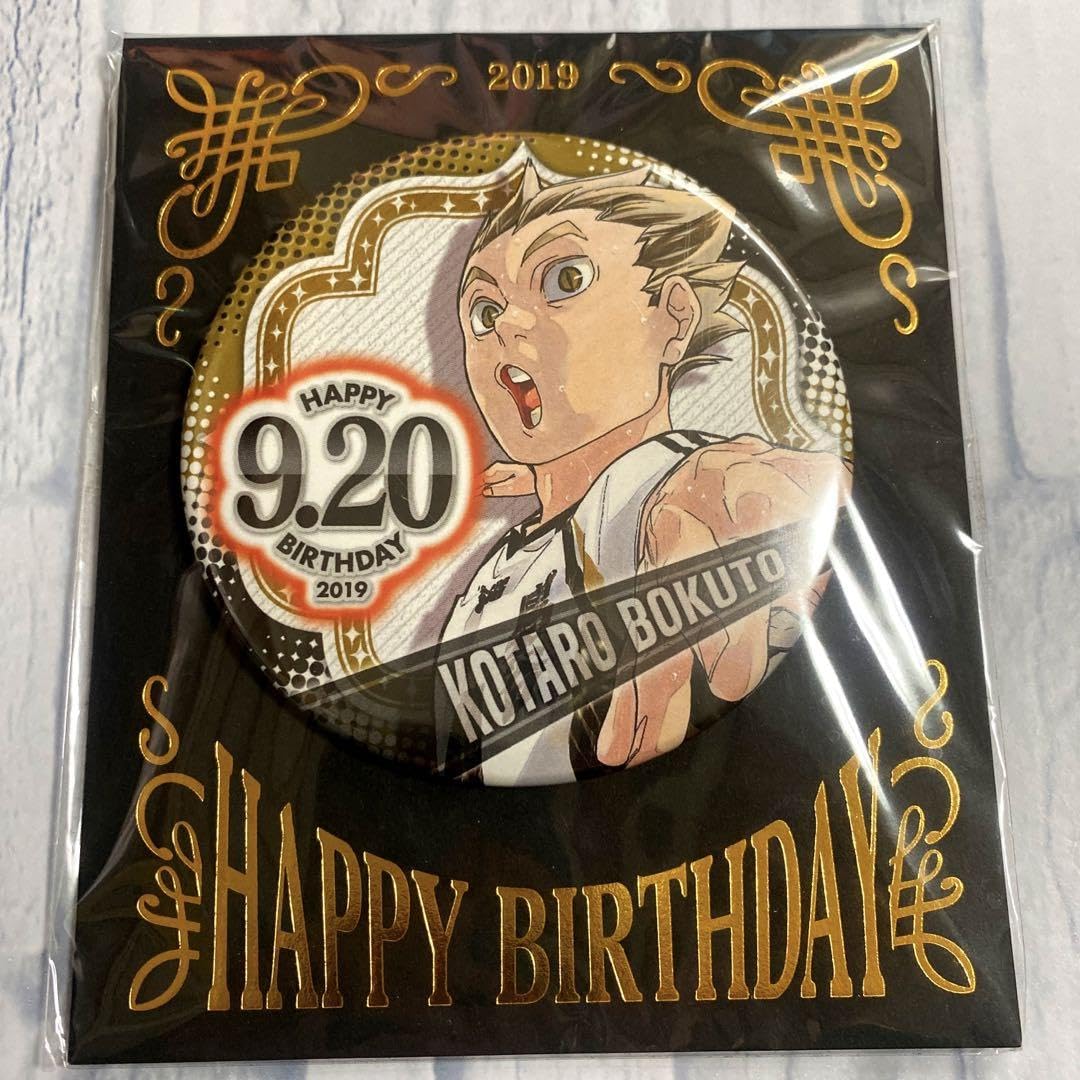 2019
HAPPY
9.20
BIRTHDAY
2019
KOTARO BOKUTO
HAPPY BIRTHDAY